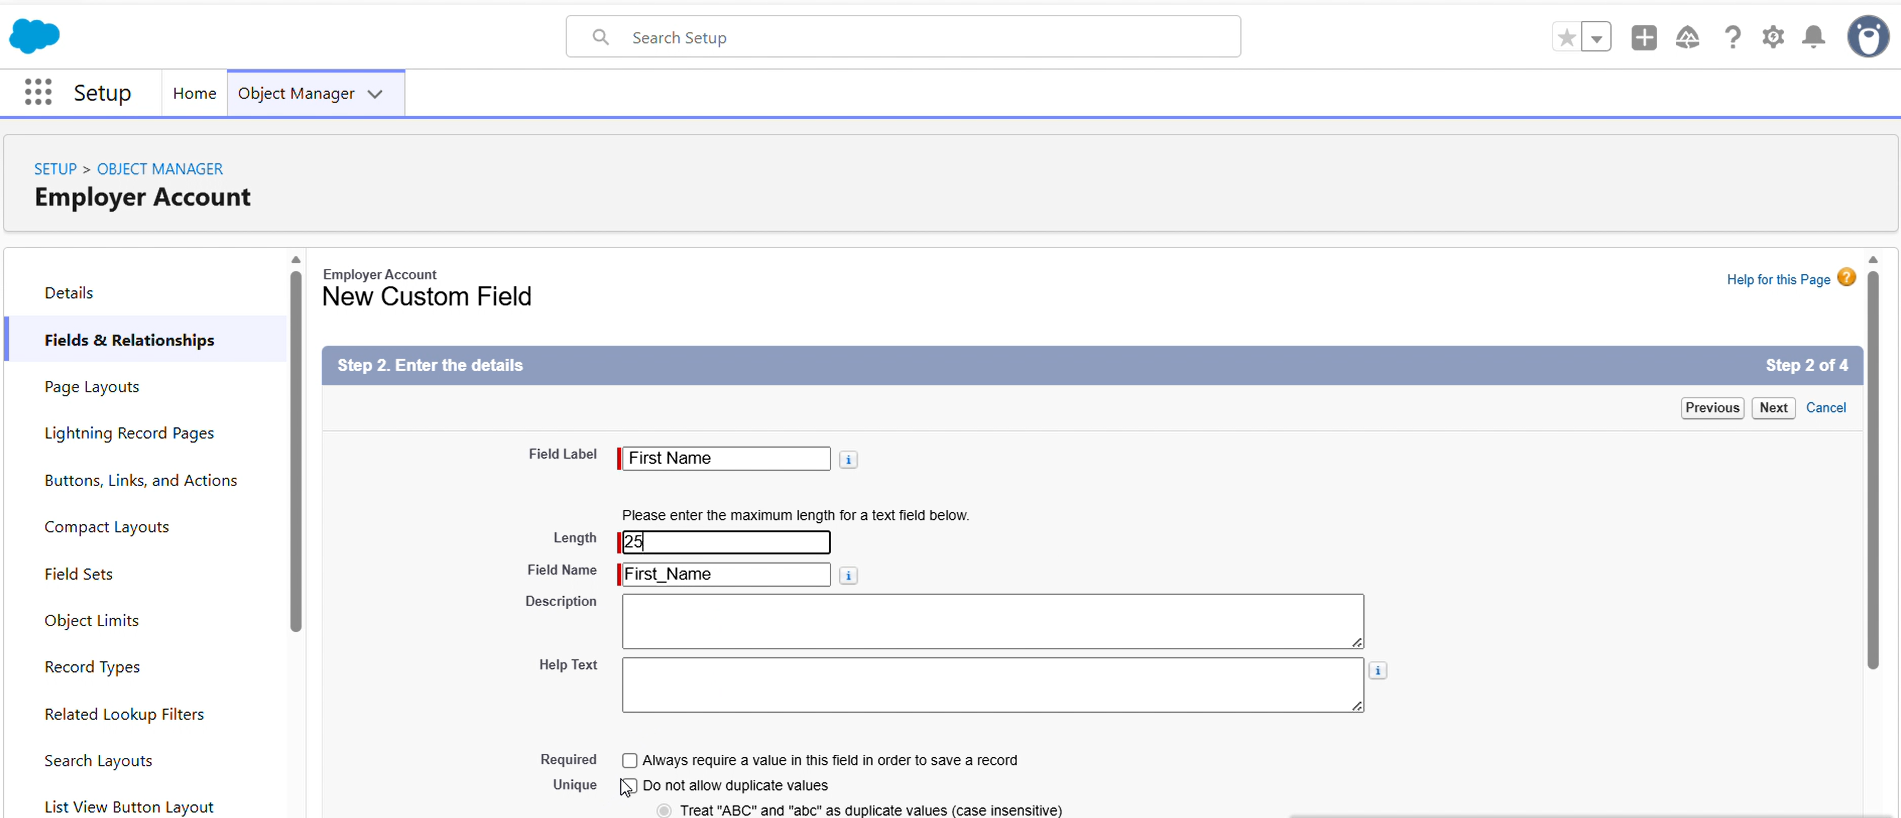 Search Setup
Setup
Home
Object Manager
SETUP > OBJECT MANAGER
Employer Account
Details
Fields & Relationships
Page Layouts
Lightning Record Pages
Buttons, Links, and Actions
Compact Layouts
Field Sets
Object Limits
Record Types
Related Lookup Filters
Search Layouts
List View Button Layout
Employer Account
New Custom Field
Help for this Page ?
Step 2. Enter the details
Step 2 of 4
Previous
Next
Cancel
Field Label
First Name
i
Please enter the maximum length for a text field below.
Length
25
Field Name
First_Name
i
Description
Help Text
i
Required
Always require a value in this field in order to save a record
Unique
Do not allow duplicate values
Treat "ABC" and "abc" as duplicate values (case insensitive)